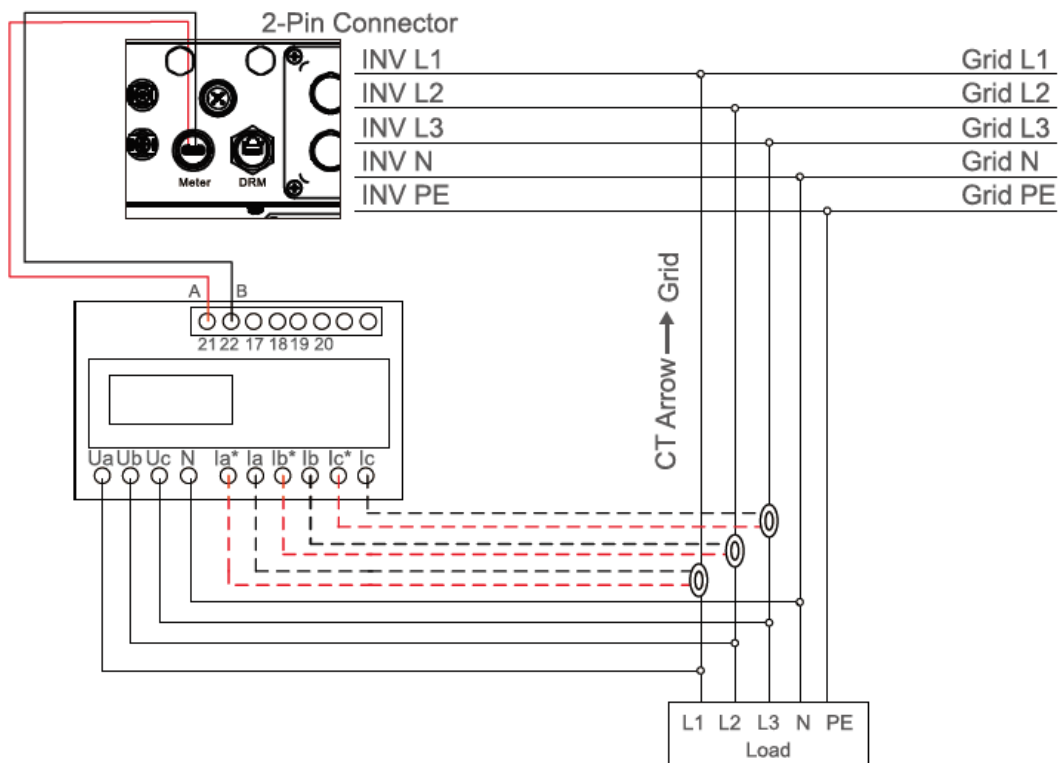 2-Pin Connector
INV L1 Grid L1
INV L2 Grid L2
INV L3 Grid L3
INV N Grid N
INV PE Grid PE
Meter DRM
CT Arrow → Grid
A B
21 22 17 18 19 20
Ua Ub Uc N Ia* Ia Ib* Ib Ic* Ic
L1 L2 L3 N PE
Load